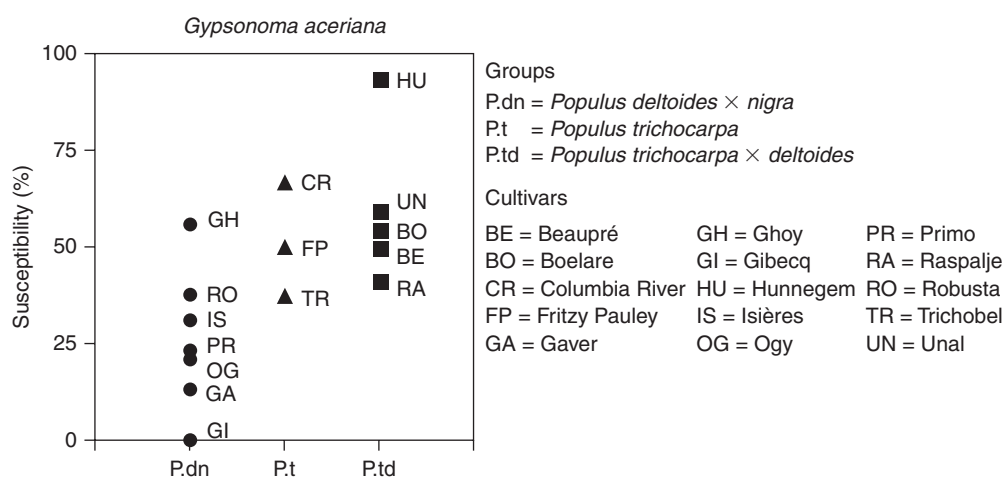 Gypsonoma aceriana
100
75
50
25
0
Susceptibility (%)
GH
RO
IS
PR
OG
GA
GI
CR
FP
TR
HU
UN
BO
BE
RA
P.dn
P.t
P.td
Groups
P.dn = Populus deltoides × nigra
P.t = Populus trichocarpa
P.td = Populus trichocarpa × deltoides
Cultivars
BE = Beaupré GH = Ghoy PR = Primo
BO = Boelare GI = Gibecq RA = Raspalje
CR = Columbia River HU = Hunnegem RO = Robusta
FP = Fritzy Pauley IS = Isières TR = Trichobel
GA = Gaver OG = Ogy UN = Unal